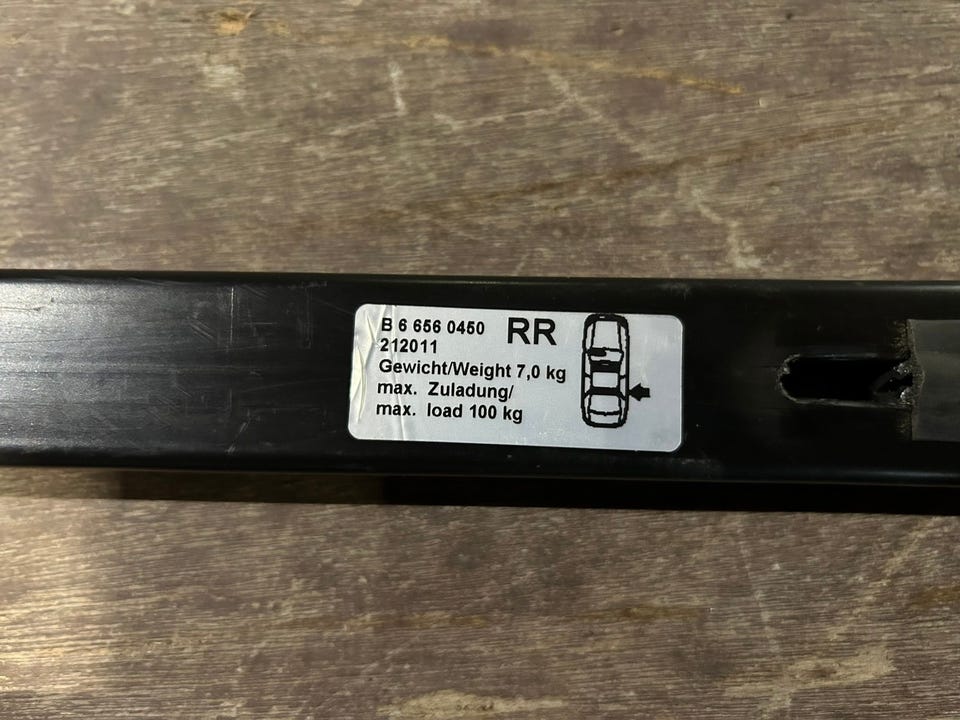 B 6 656 0450 RR
212011
Gewicht/Weight 7,0 kg
max. Zuladung/
max. load 100 kg